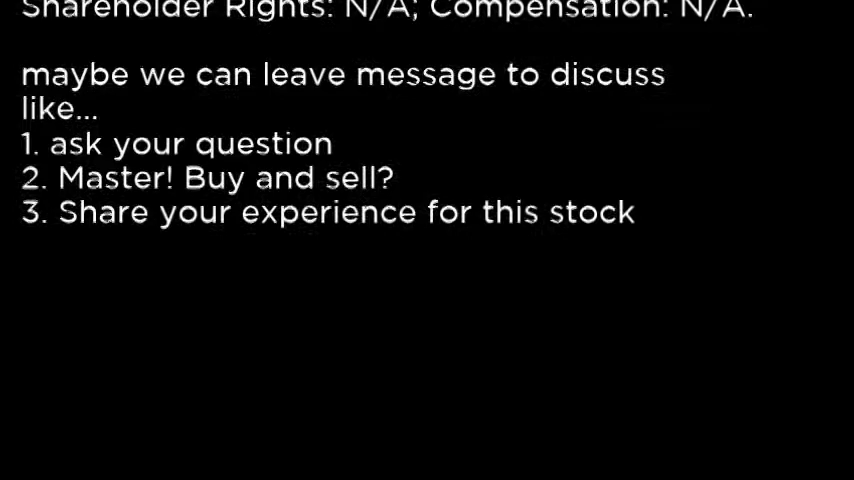 Shareholder Rights: N/A; Compensation: N/A.
maybe we can leave message to discuss
like...
1. ask your question
2. Master! Buy and sell?
3. Share your experience for this stock